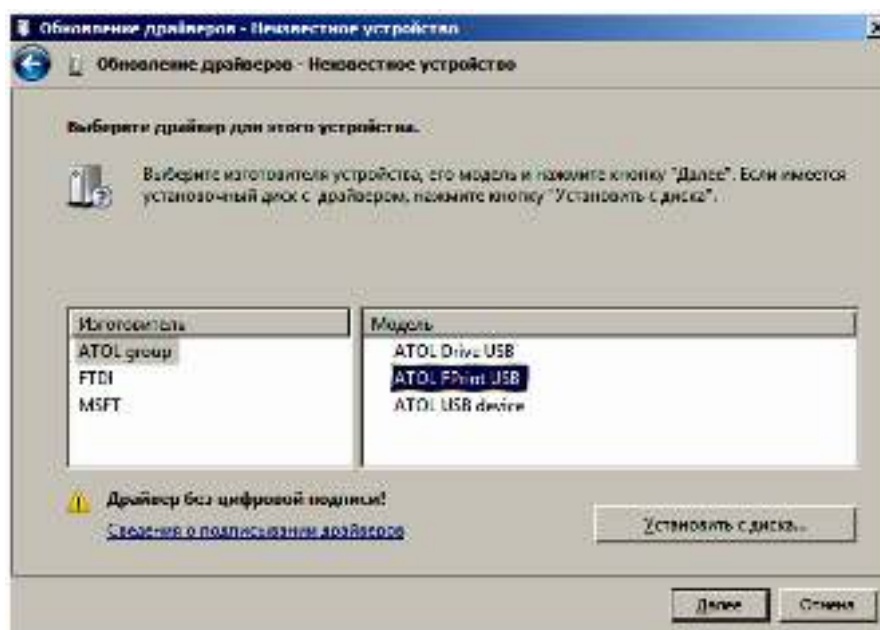 Обновление драйверов - Неизвестное устройство
Обновление драйверов - Неизвестное устройство
Выберите драйвер для этого устройства.
Выберите изготовителя устройства, его модель и нажмите кнопку "Далее". Если имеется
установочный диск с драйвером, нажмите кнопку "Установить с диска".
Изготовитель
ATOL group
FTDI
MSFT
Модель
ATOL Drive USB
ATOL FPrint USB
ATOL USB device
Драйвер без цифровой подписи!
Сведения о подписывании драйверов
Установить с диска...
Далее
Отмена